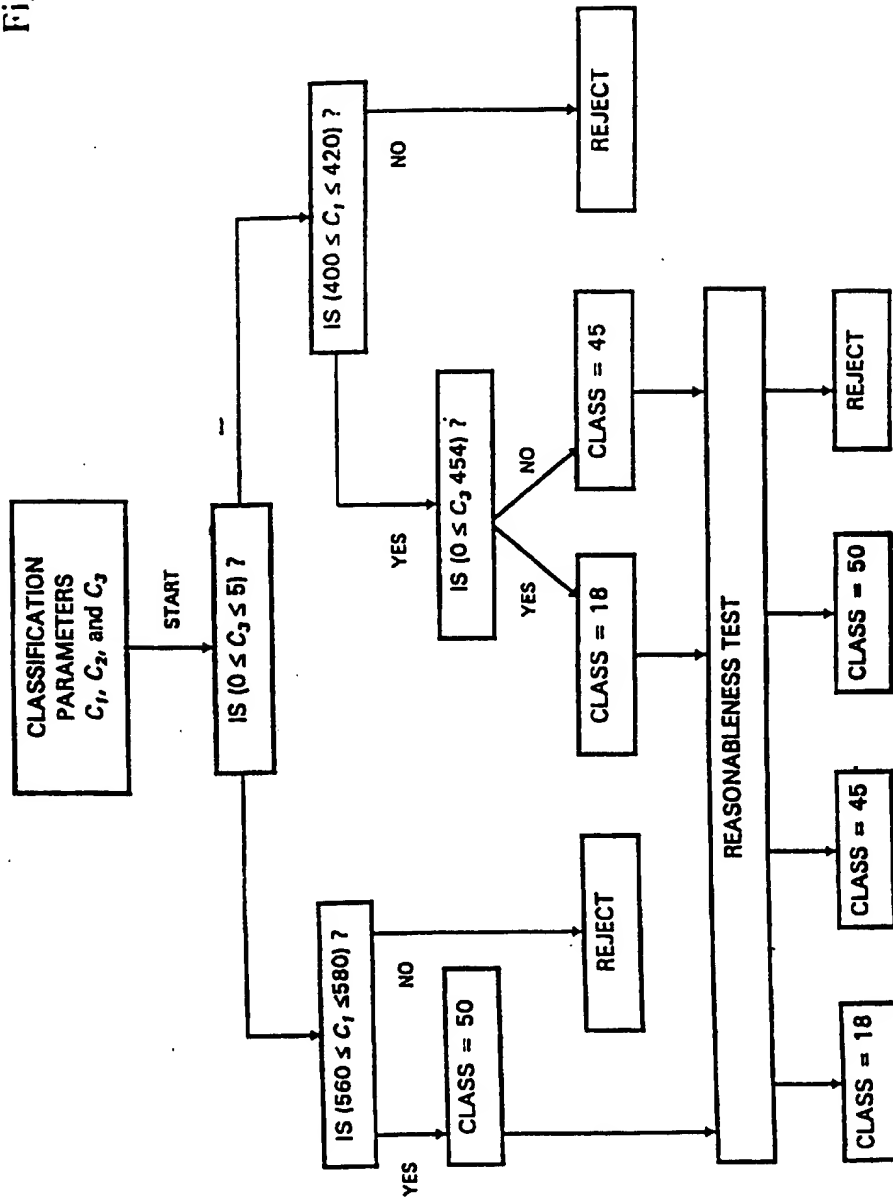 Fi
CLASSIFICATION
PARAMETERS
C₁, C₂, and C₃
START
IS (0 ≤ C₃ ≤ 5) ?
IS (560 ≤ C₁ ≤580) ?
IS (400 ≤ C₁ ≤ 420) ?
YES
NO
YES
NO
CLASS = 50
REJECT
IS (0 ≤ C₃ 454) ?
REJECT
YES
NO
CLASS = 18
CLASS = 45
REASONABLENESS TEST
CLASS = 18
CLASS = 45
CLASS = 50
REJECT